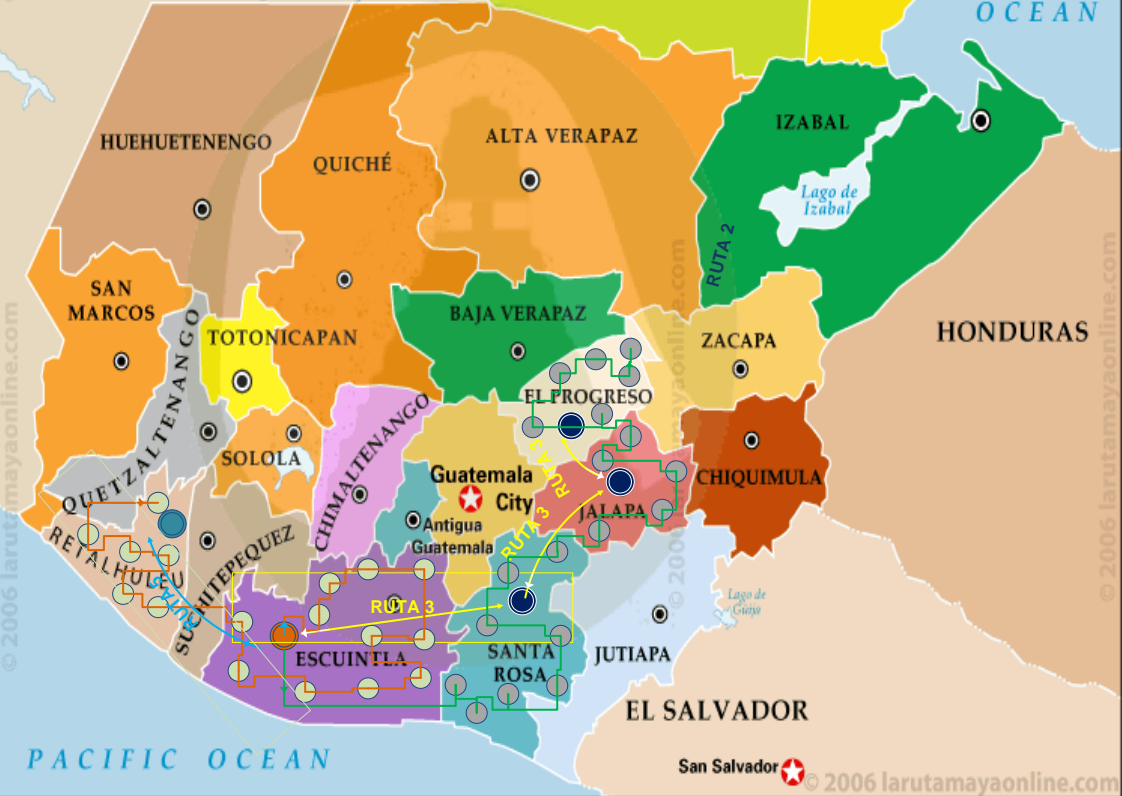 OCEAN
IZABAL
HUEHUETENENGO
ALTA VERAPAZ
QUICHÉ
Lago de
Izabal
RUTA 2
SAN
MARCOS
BAJA VERAPAZ
TOTONICAPAN
ZACAPA
HONDURAS
QUETZALTENANGO
EL PROGRESO
CHIMALTENANGO
SOLOLA
RUTA 3
Guatemala
City
CHIQUIMULA
JALAPA
RUTA 3
Antigua
Guatemala
RETALHULEU
SUCHITEPEQUEZ
RUTA 3
Lago de
Guija
ESCUINTLA
SANTA
ROSA
JUTIAPA
EL SALVADOR
PACIFIC OCEAN
San Salvador
© 2006 larutamayaonline.com
© 2006 larutamayaonline.com
© 2006 larutamayaonline.com
© 2006 larutamayaonline.com